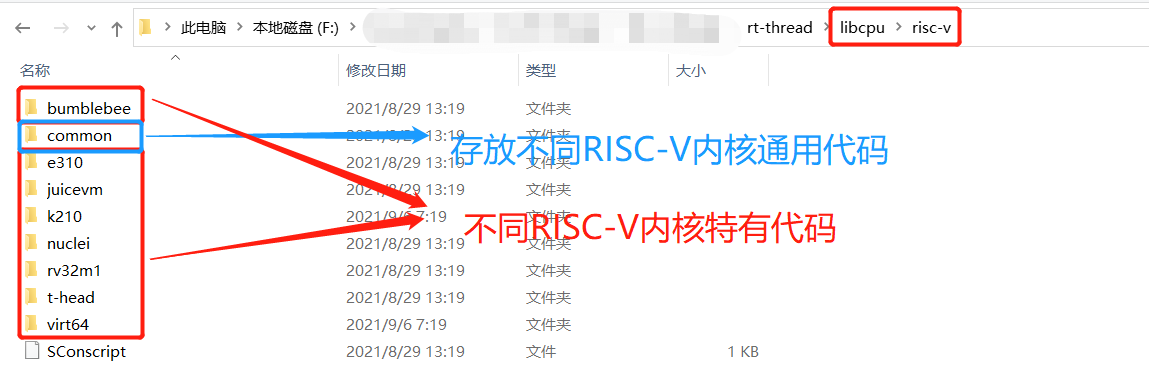 此电脑 > 本地磁盘 (F:) > rt-thread > libcpu > risc-v
名称 修改日期 类型 大小
bumblebee 2021/8/29 13:19 文件夹
common 2021/8/29 13:19 文件夹
存放不同RISC-V内核通用代码
e310 2021/8/29 13:19 文件夹
juicevm 2021/8/29 13:19 文件夹
k210 2021/9/6 7:19 文件夹
不同RISC-V内核特有代码
nuclei 2021/8/29 13:19 文件夹
rv32m1 2021/8/29 13:19 文件夹
t-head 2021/8/29 13:19 文件夹
virt64 2021/9/6 7:19 文件夹
SConscript 2021/8/29 13:19 文件 1 KB